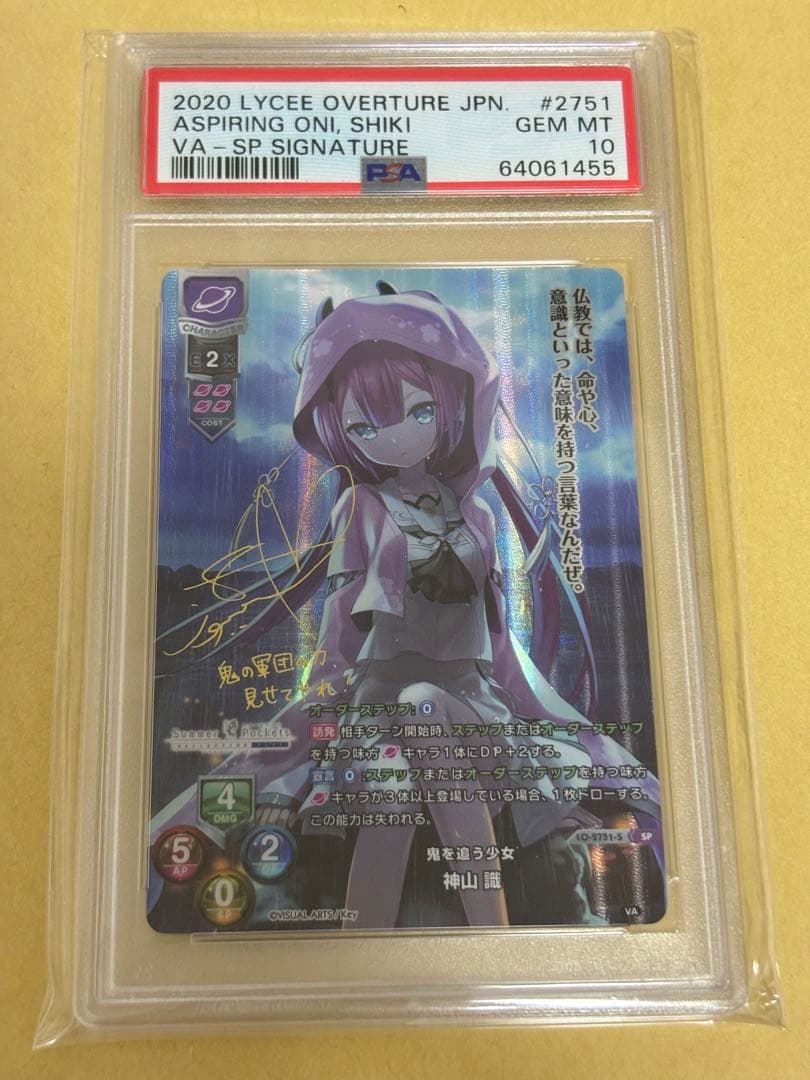 2020 LYCEE OVERTURE JPN. #2751
ASPIRING ONI, SHIKI GEM MT
VA-SP SIGNATURE 10
PSA 64061455
CHARACTER
E 2 X
COST
仏教では、命や心、
意識といった意味を持つ言葉なんだぜ。
鬼の軍団の力、
見せてやれ!
Summer Pockets
オーダーステップ:0
誘発 相手ターン開始時、ステップまたはオーダーステップ
を持つ味方キャラ1体にDP+2する。
宣言 0:ステップまたはオーダーステップを持つ味方
キャラが3体以上登場している場合、1枚ドローする。
この能力は失われる。
4
DMG
5
AP
2
0
SP
LO-2751-S SP
鬼を追う少女
神山 識
©VISUAL ARTS / Key
VA